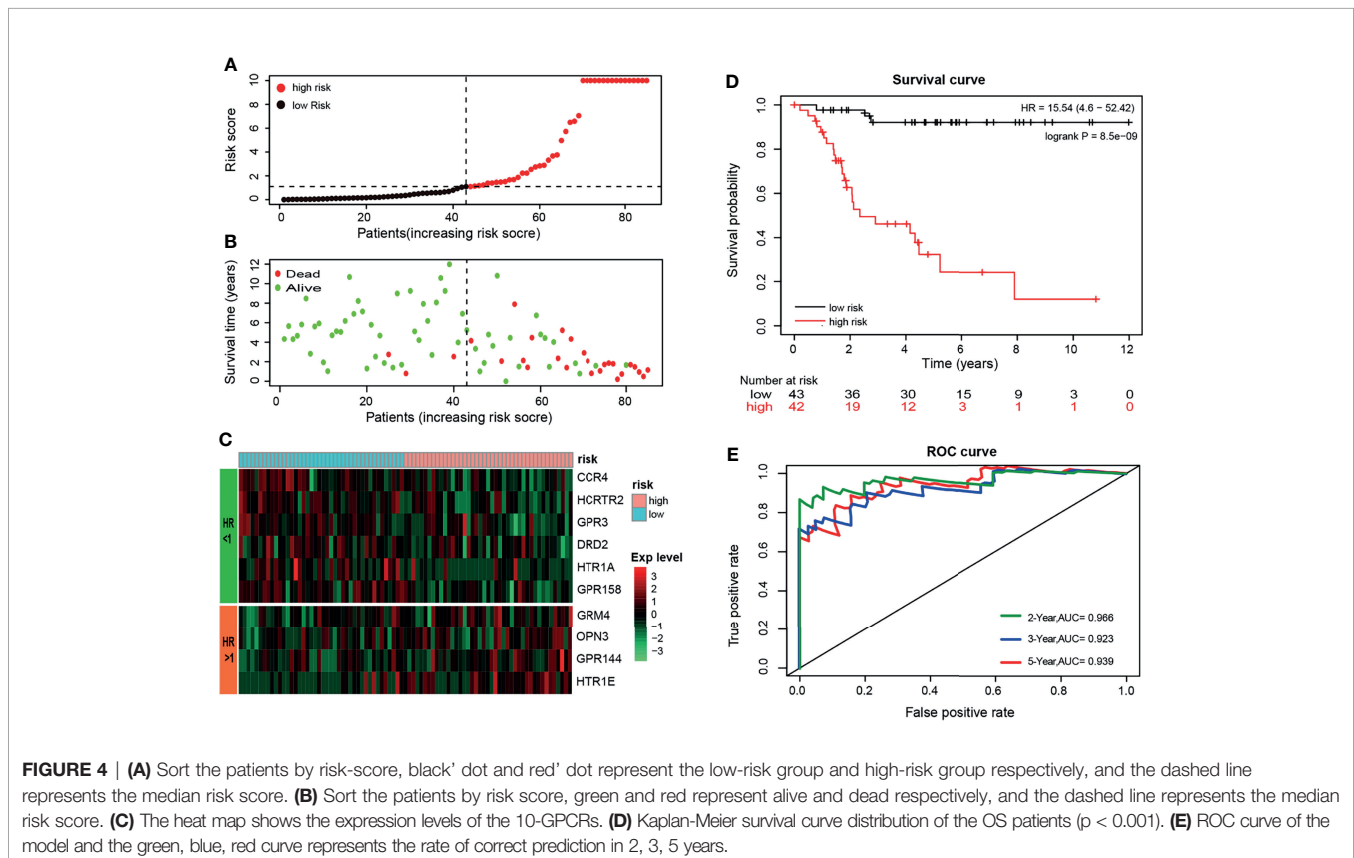 A
high risk
low Risk
Risk score
10
8
6
4
2
0
0 20 40 60 80
Patients(increasing risk socre)
B
Dead
Alive
Survival time (years)
12
10
8
6
4
2
0
0 20 40 60 80
Patients (increasing risk socre)
C
risk
CCR4
HCRTR2
GPR3
DRD2
HTR1A
GPR158
GRM4
OPN3
GPR144
HTR1E
HR
<1
HR
>1
risk
high
low
Exp level
3
2
1
0
−1
−2
−3
D
Survival curve
HR = 15.54 (4.6 − 52.42)
logrank P = 8.5e−09
Survival probability
1.0
0.8
0.6
0.4
0.2
0.0
low risk
high risk
0 2 4 6 8 10 12
Time (years)
Number at risk
low 43 36 30 15 9 3 0
high 42 19 12 3 1 1 0
E
ROC curve
True positive rate
1.0
0.8
0.6
0.4
0.2
0.0
2-Year,AUC= 0.966
3-Year,AUC= 0.923
5-Year,AUC= 0.939
0.0 0.2 0.4 0.6 0.8 1.0
False positive rate
FIGURE 4 | (A) Sort the patients by risk-score, black' dot and red' dot represent the low-risk group and high-risk group respectively, and the dashed line
represents the median risk score. (B) Sort the patients by risk score, green and red represent alive and dead respectively, and the dashed line represents the median
risk score. (C) The heat map shows the expression levels of the 10-GPCRs. (D) Kaplan-Meier survival curve distribution of the OS patients (p < 0.001). (E) ROC curve of the
model and the green, blue, red curve represents the rate of correct prediction in 2, 3, 5 years.